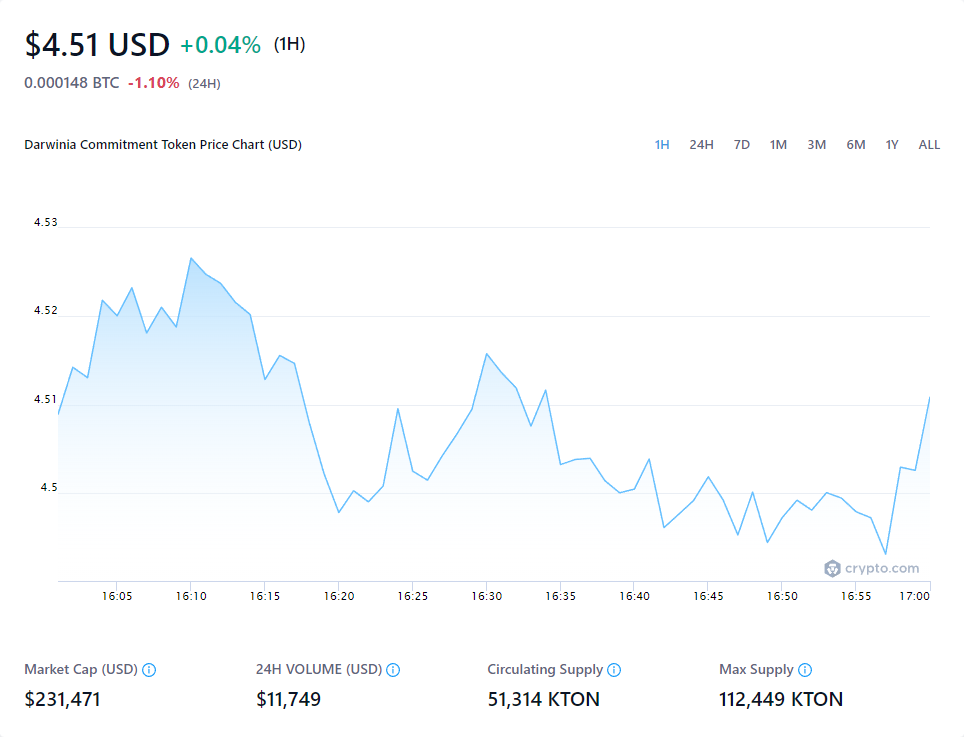 $4.51 USD +0.04% (1H)
0.000148 BTC -1.10% (24H)
Darwinia Commitment Token Price Chart (USD)
1H 24H 7D 1M 3M 6M 1Y ALL
4.53
4.52
4.51
4.5
crypto.com
16:05 16:10 16:15 16:20 16:25 16:30 16:35 16:40 16:45 16:50 16:55 17:00
Market Cap (USD) 24H VOLUME (USD) Circulating Supply Max Supply
$231,471 $11,749 51,314 KTON 112,449 KTON